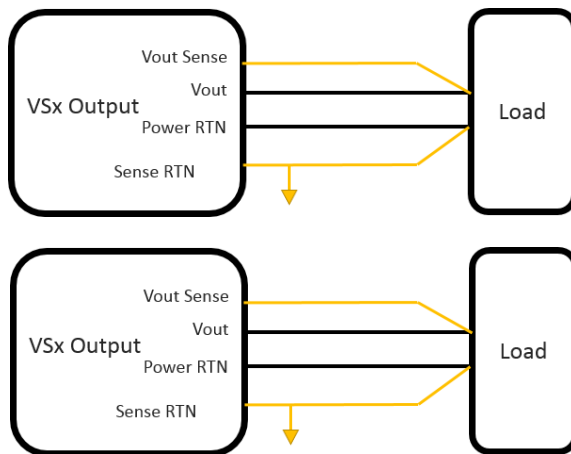 Vout Sense
Vout
VSx Output
Power RTN
Sense RTN
Load
Vout Sense
Vout
VSx Output
Power RTN
Sense RTN
Load